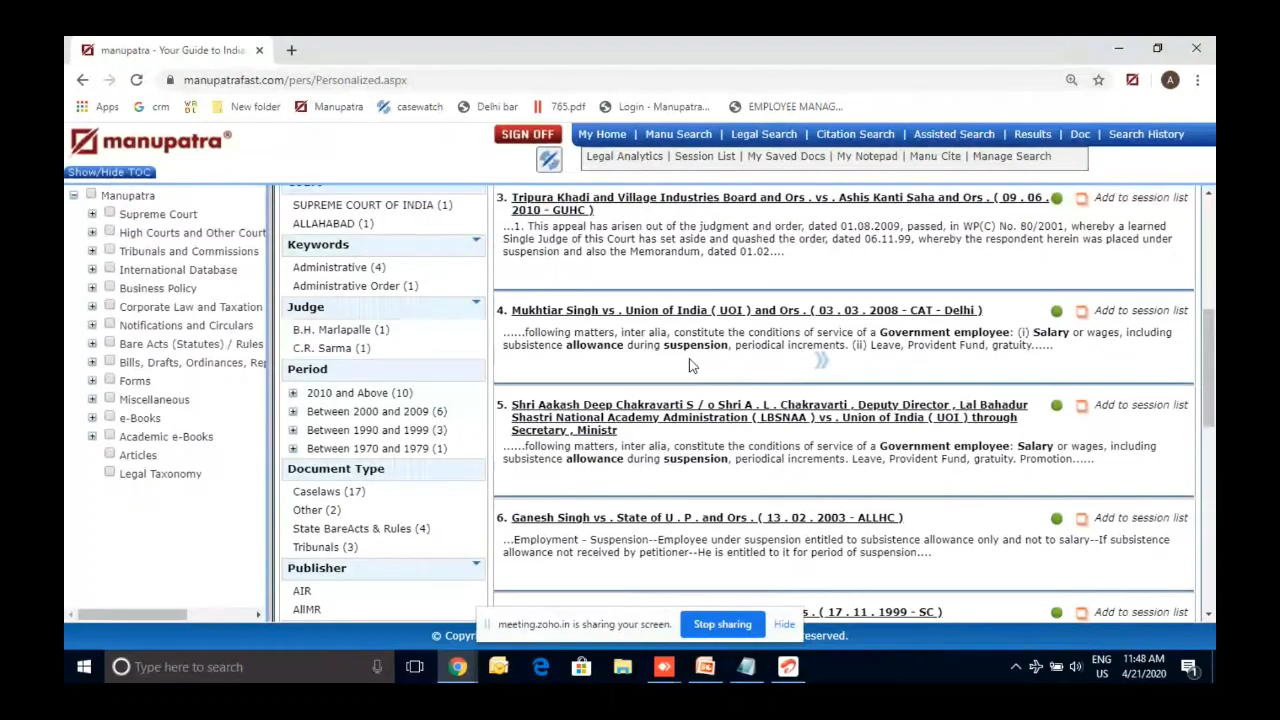 manupatra - Your Guide to India
manupatrafast.com/pers/Personalized.aspx
A
Apps
crm
New folder
Manupatra
casewatch
Delhi bar
765.pdf
Login - Manupatra...
EMPLOYEE MANAG...
manupatra®
SIGN OFF
My Home | Manu Search | Legal Search | Citation Search | Assisted Search | Results | Doc | Search History
Legal Analytics | Session List | My Saved Docs | My Notepad | Manu Cite | Manage Search
Show/Hide TOC
Manupatra
Supreme Court
High Courts and Other Court
Tribunals and Commissions
International Database
Business Policy
Corporate Law and Taxation
Notifications and Circulars
Bare Acts (Statutes) / Rules
Bills, Drafts, Ordinances, Rep
Forms
Miscellaneous
e-Books
Academic e-Books
Articles
Legal Taxonomy
SUPREME COURT OF INDIA (1)
ALLAHABAD (1)
Keywords
Administrative (4)
Administrative Order (1)
Judge
B.H. Marlapalle (1)
C.R. Sarma (1)
Period
2010 and Above (10)
Between 2000 and 2009 (6)
Between 1990 and 1999 (3)
Between 1970 and 1979 (1)
Document Type
Caselaws (17)
Other (2)
State BareActs & Rules (4)
Tribunals (3)
Publisher
AIR
AllMR
3. Tripura Khadi and Village Industries Board and Ors . vs . Ashis Kanti Saha and Ors . ( 09 . 06 .
2010 - GUHC )
Add to session list
...1. This appeal has arisen out of the judgment and order, dated 01.08.2009, passed, in WP(C) No. 80/2001, whereby a learned
Single Judge of this Court has set aside and quashed the order, dated 06.11.99, whereby the respondent herein was placed under
suspension and also the Memorandum, dated 01.02....
4. Mukhtiar Singh vs . Union of India ( UOI ) and Ors . ( 03 . 03 . 2008 - CAT - Delhi )
Add to session list
......following matters, inter alia, constitute the conditions of service of a Government employee: (i) Salary or wages, including
subsistence allowance during suspension, periodical increments. (ii) Leave, Provident Fund, gratuity......
5. Shri Aakash Deep Chakravarti S / o Shri A . L . Chakravarti , Deputy Director , Lal Bahadur
Shastri National Academy Administration ( LBSNAA ) vs . Union of India ( UOI ) through
Secretary , Ministr
Add to session list
......following matters, inter alia, constitute the conditions of service of a Government employee: Salary or wages, including
subsistence allowance during suspension, periodical increments. Leave, Provident Fund, gratuity. Promotion......
6. Ganesh Singh vs . State of U . P . and Ors . ( 13 . 02 . 2003 - ALLHC )
Add to session list
...Employment - Suspension--Employee under suspension entitled to subsistence allowance only and not to salary--If subsistence
allowance not received by petitioner--He is entitled to it for period of suspension....
s . ( 17 . 11 . 1999 - SC )
Add to session list
meeting.zoho.in is sharing your screen.
Stop sharing
Hide
© Copyr
reserved.
Type here to search
ENG
US
11:48 AM
4/21/2020
1